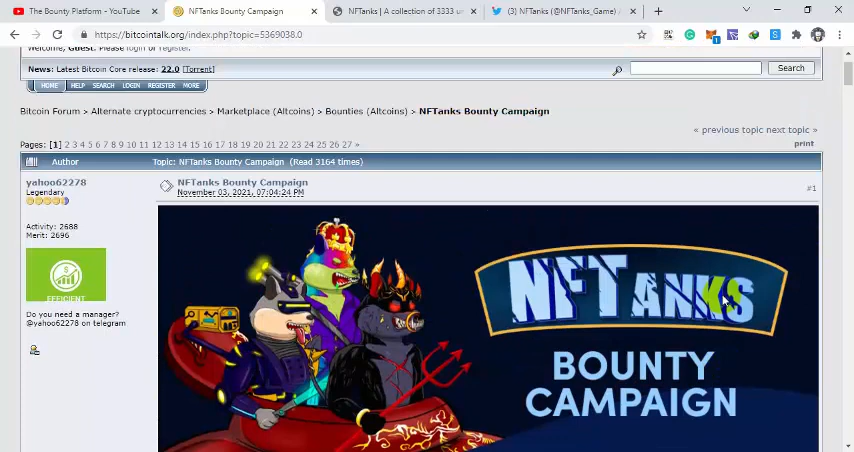 The Bounty Platform - YouTube
NFTanks Bounty Campaign
NFTanks | A collection of 3333 u
(3) NFTanks (@NFTanks_Game)
https://bitcointalk.org/index.php?topic=5369038.0
Welcome, Guest. Please login or register.
News: Latest Bitcoin Core release: 22.0 [Torrent]
Search
HOME HELP SEARCH LOGIN REGISTER MORE
Bitcoin Forum > Alternate cryptocurrencies > Marketplace (Altcoins) > Bounties (Altcoins) > NFTanks Bounty Campaign
« previous topic next topic »
Pages: [1] 2 3 4 5 6 7 8 9 10 11 12 13 14 15 16 17 18 19 20 21 22 23 24 25 26 27 »
print
Author
Topic: NFTanks Bounty Campaign (Read 3164 times)
yahoo62278
Legendary
Activity: 2688
Merit: 2696
EFFICIENT
Do you need a manager?
@yahoo62278 on telegram
NFTanks Bounty Campaign
November 03, 2021, 07:04:24 PM
#1
NFTANKS
BOUNTY
CAMPAIGN